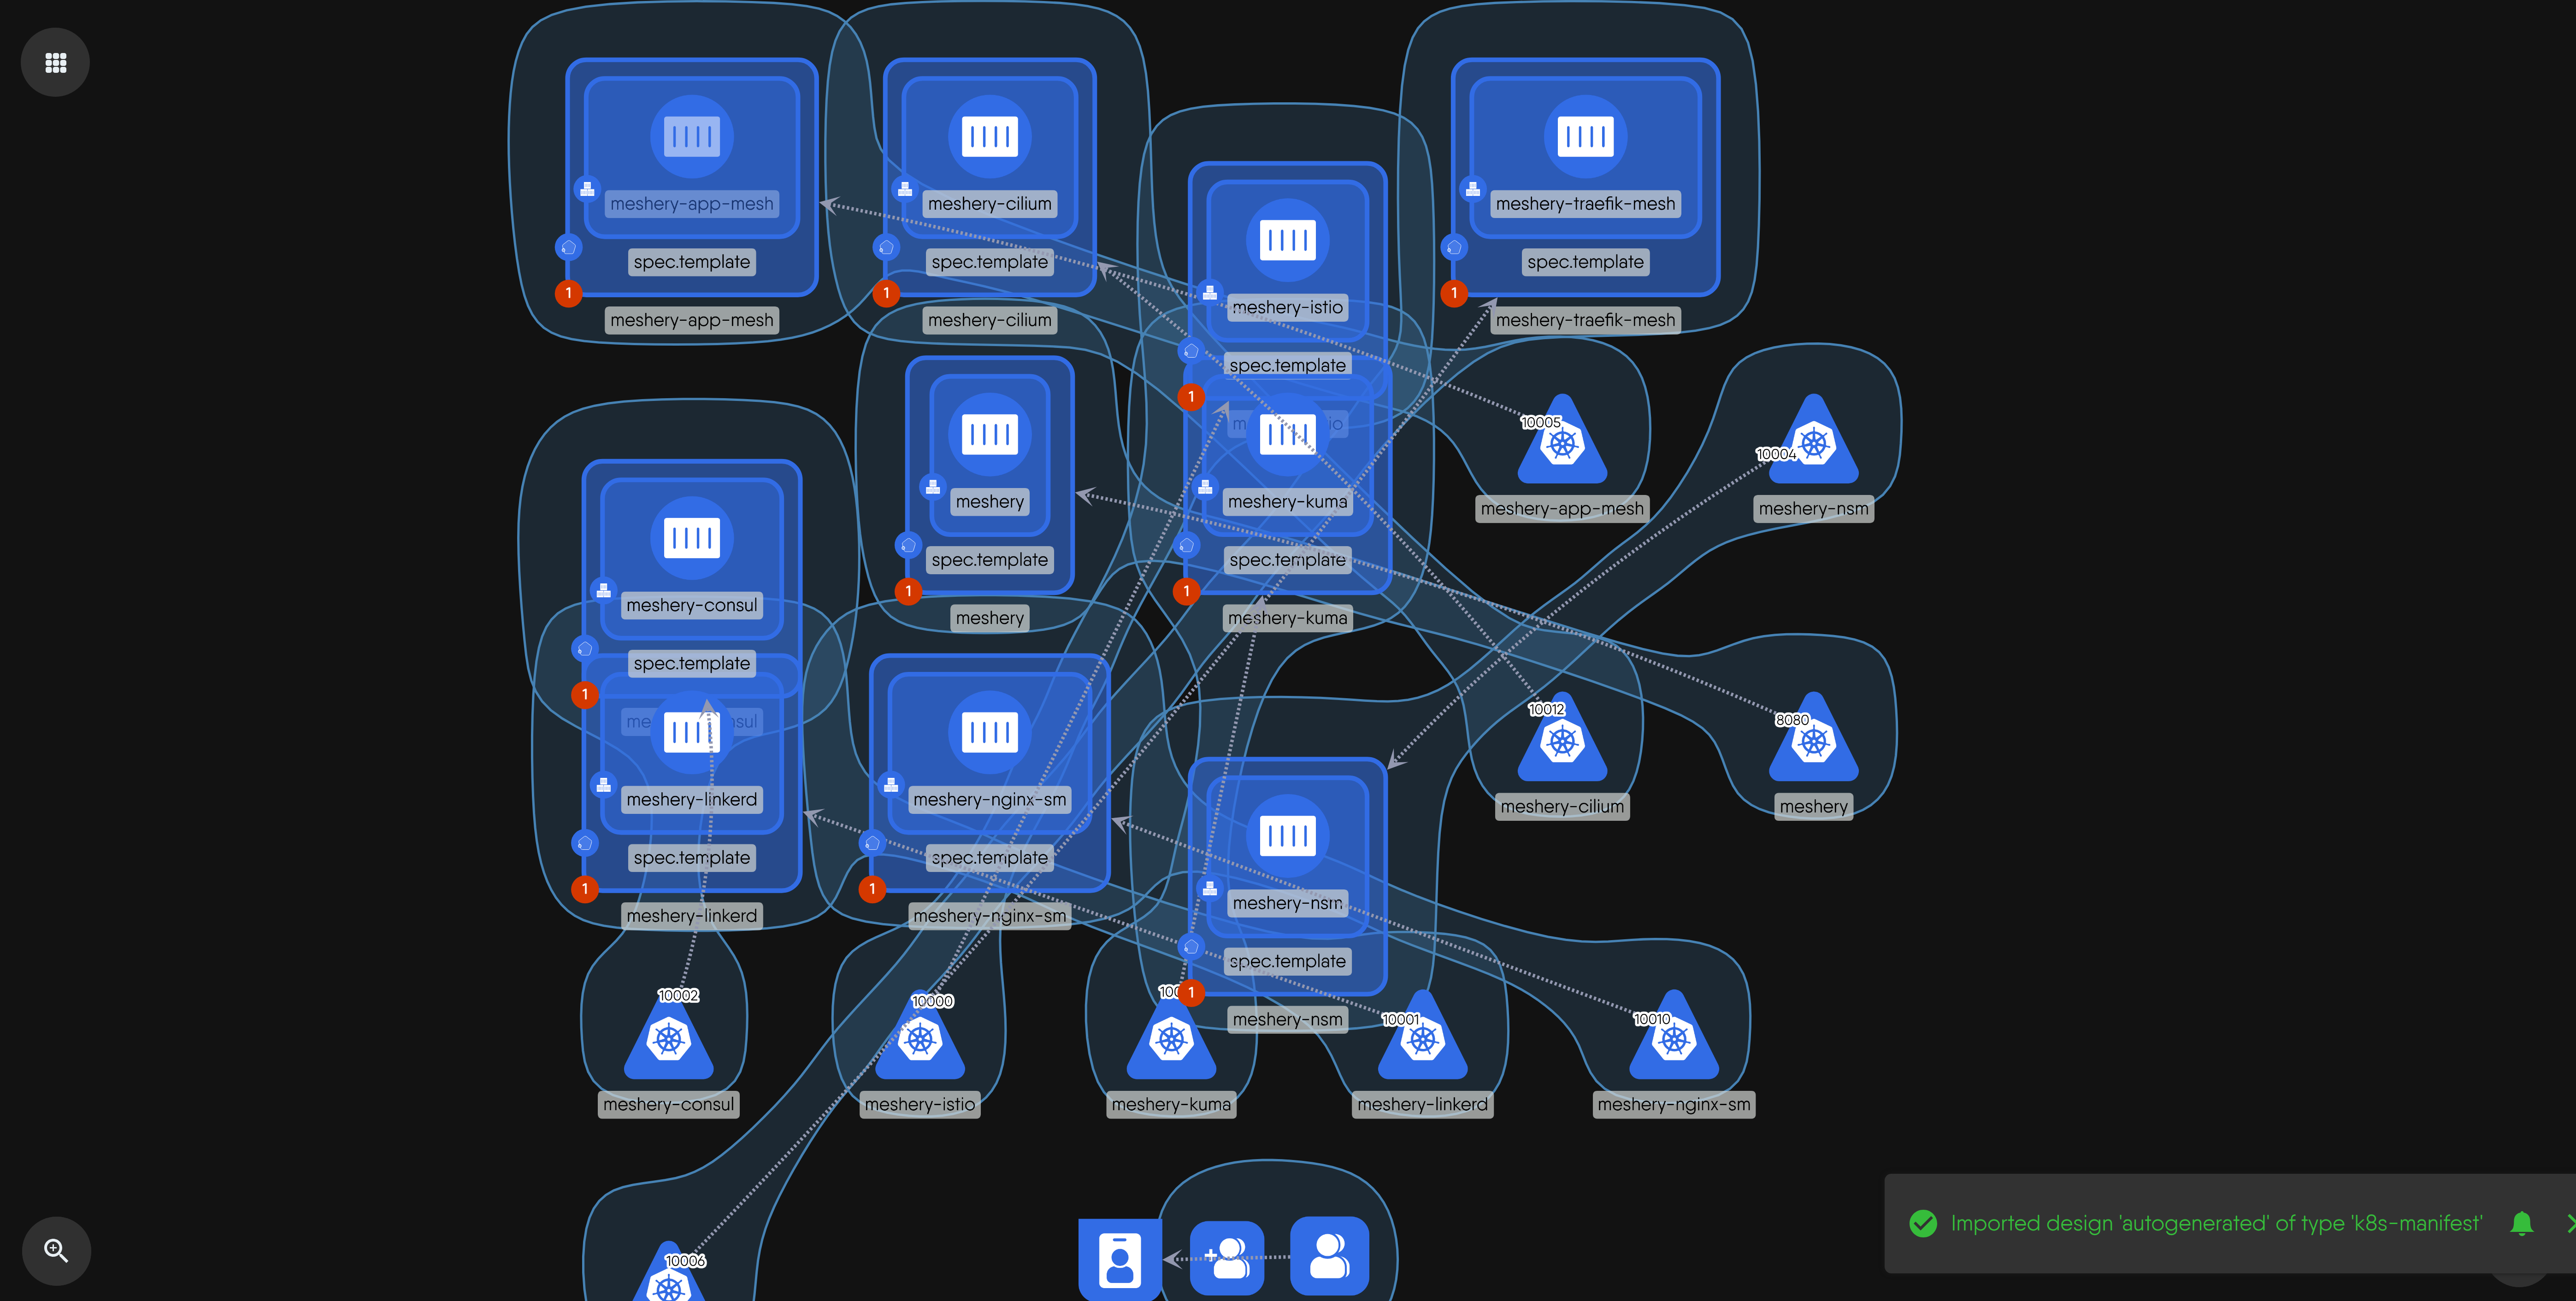 meshery-app-mesh
spec.template
1
meshery-app-mesh
meshery-cilium
spec.template
1
meshery-cilium
meshery-istio
spec.template
1
meshery-traefik-mesh
spec.template
1
meshery-traefik-mesh
meshery
spec.template
1
meshery
meshery-kuma
spec.template
1
meshery-kuma
10005
meshery-app-mesh
10004
meshery-nsm
meshery-consul
spec.template
1
meshery-linkerd
spec.template
1
meshery-linkerd
meshery-nginx-sm
spec.template
1
meshery-nginx-sm
meshery-nsm
spec.template
1
meshery-nsm
10012
meshery-cilium
8080
meshery
10002
meshery-consul
10000
meshery-istio
meshery-kuma
10001
meshery-linkerd
10010
meshery-nginx-sm
10006
Imported design 'autogenerated' of type 'k8s-manifest'